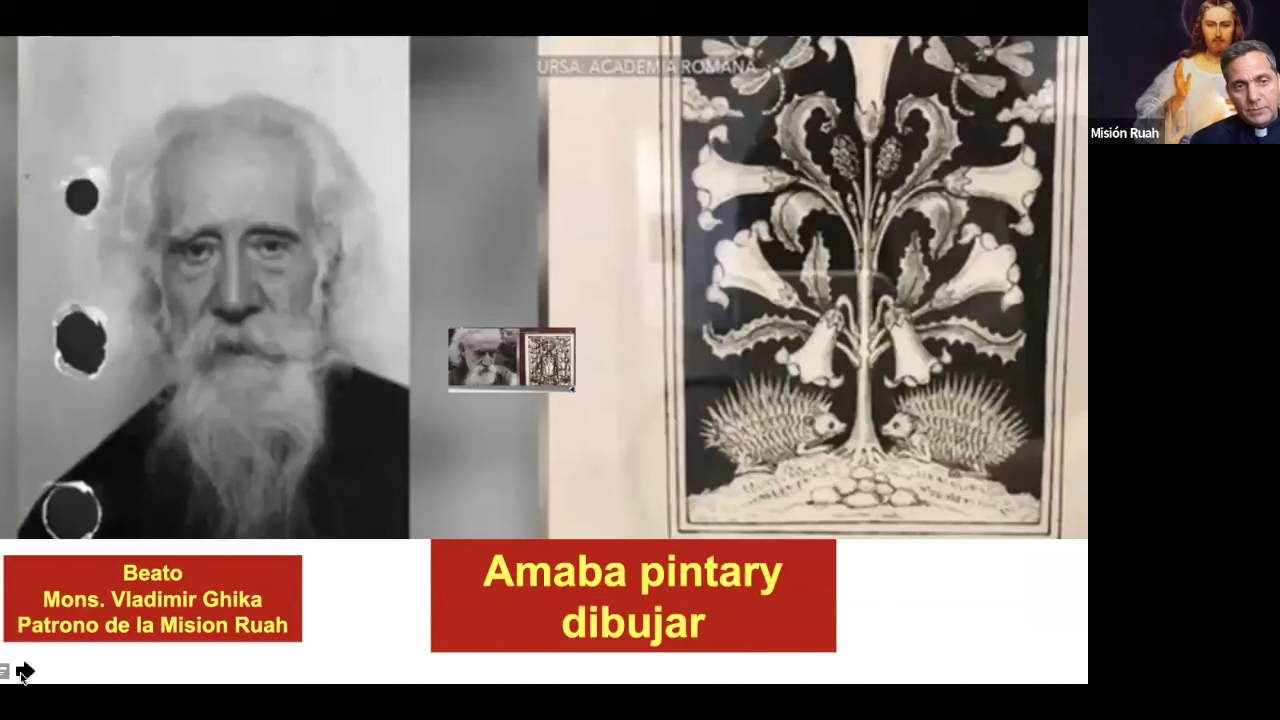 URSA: ACADEMIA ROMANA
Misión Ruah
Beato
Mons. Vladimir Ghika
Patrono de la Mision Ruah
Amaba pintary
dibujar